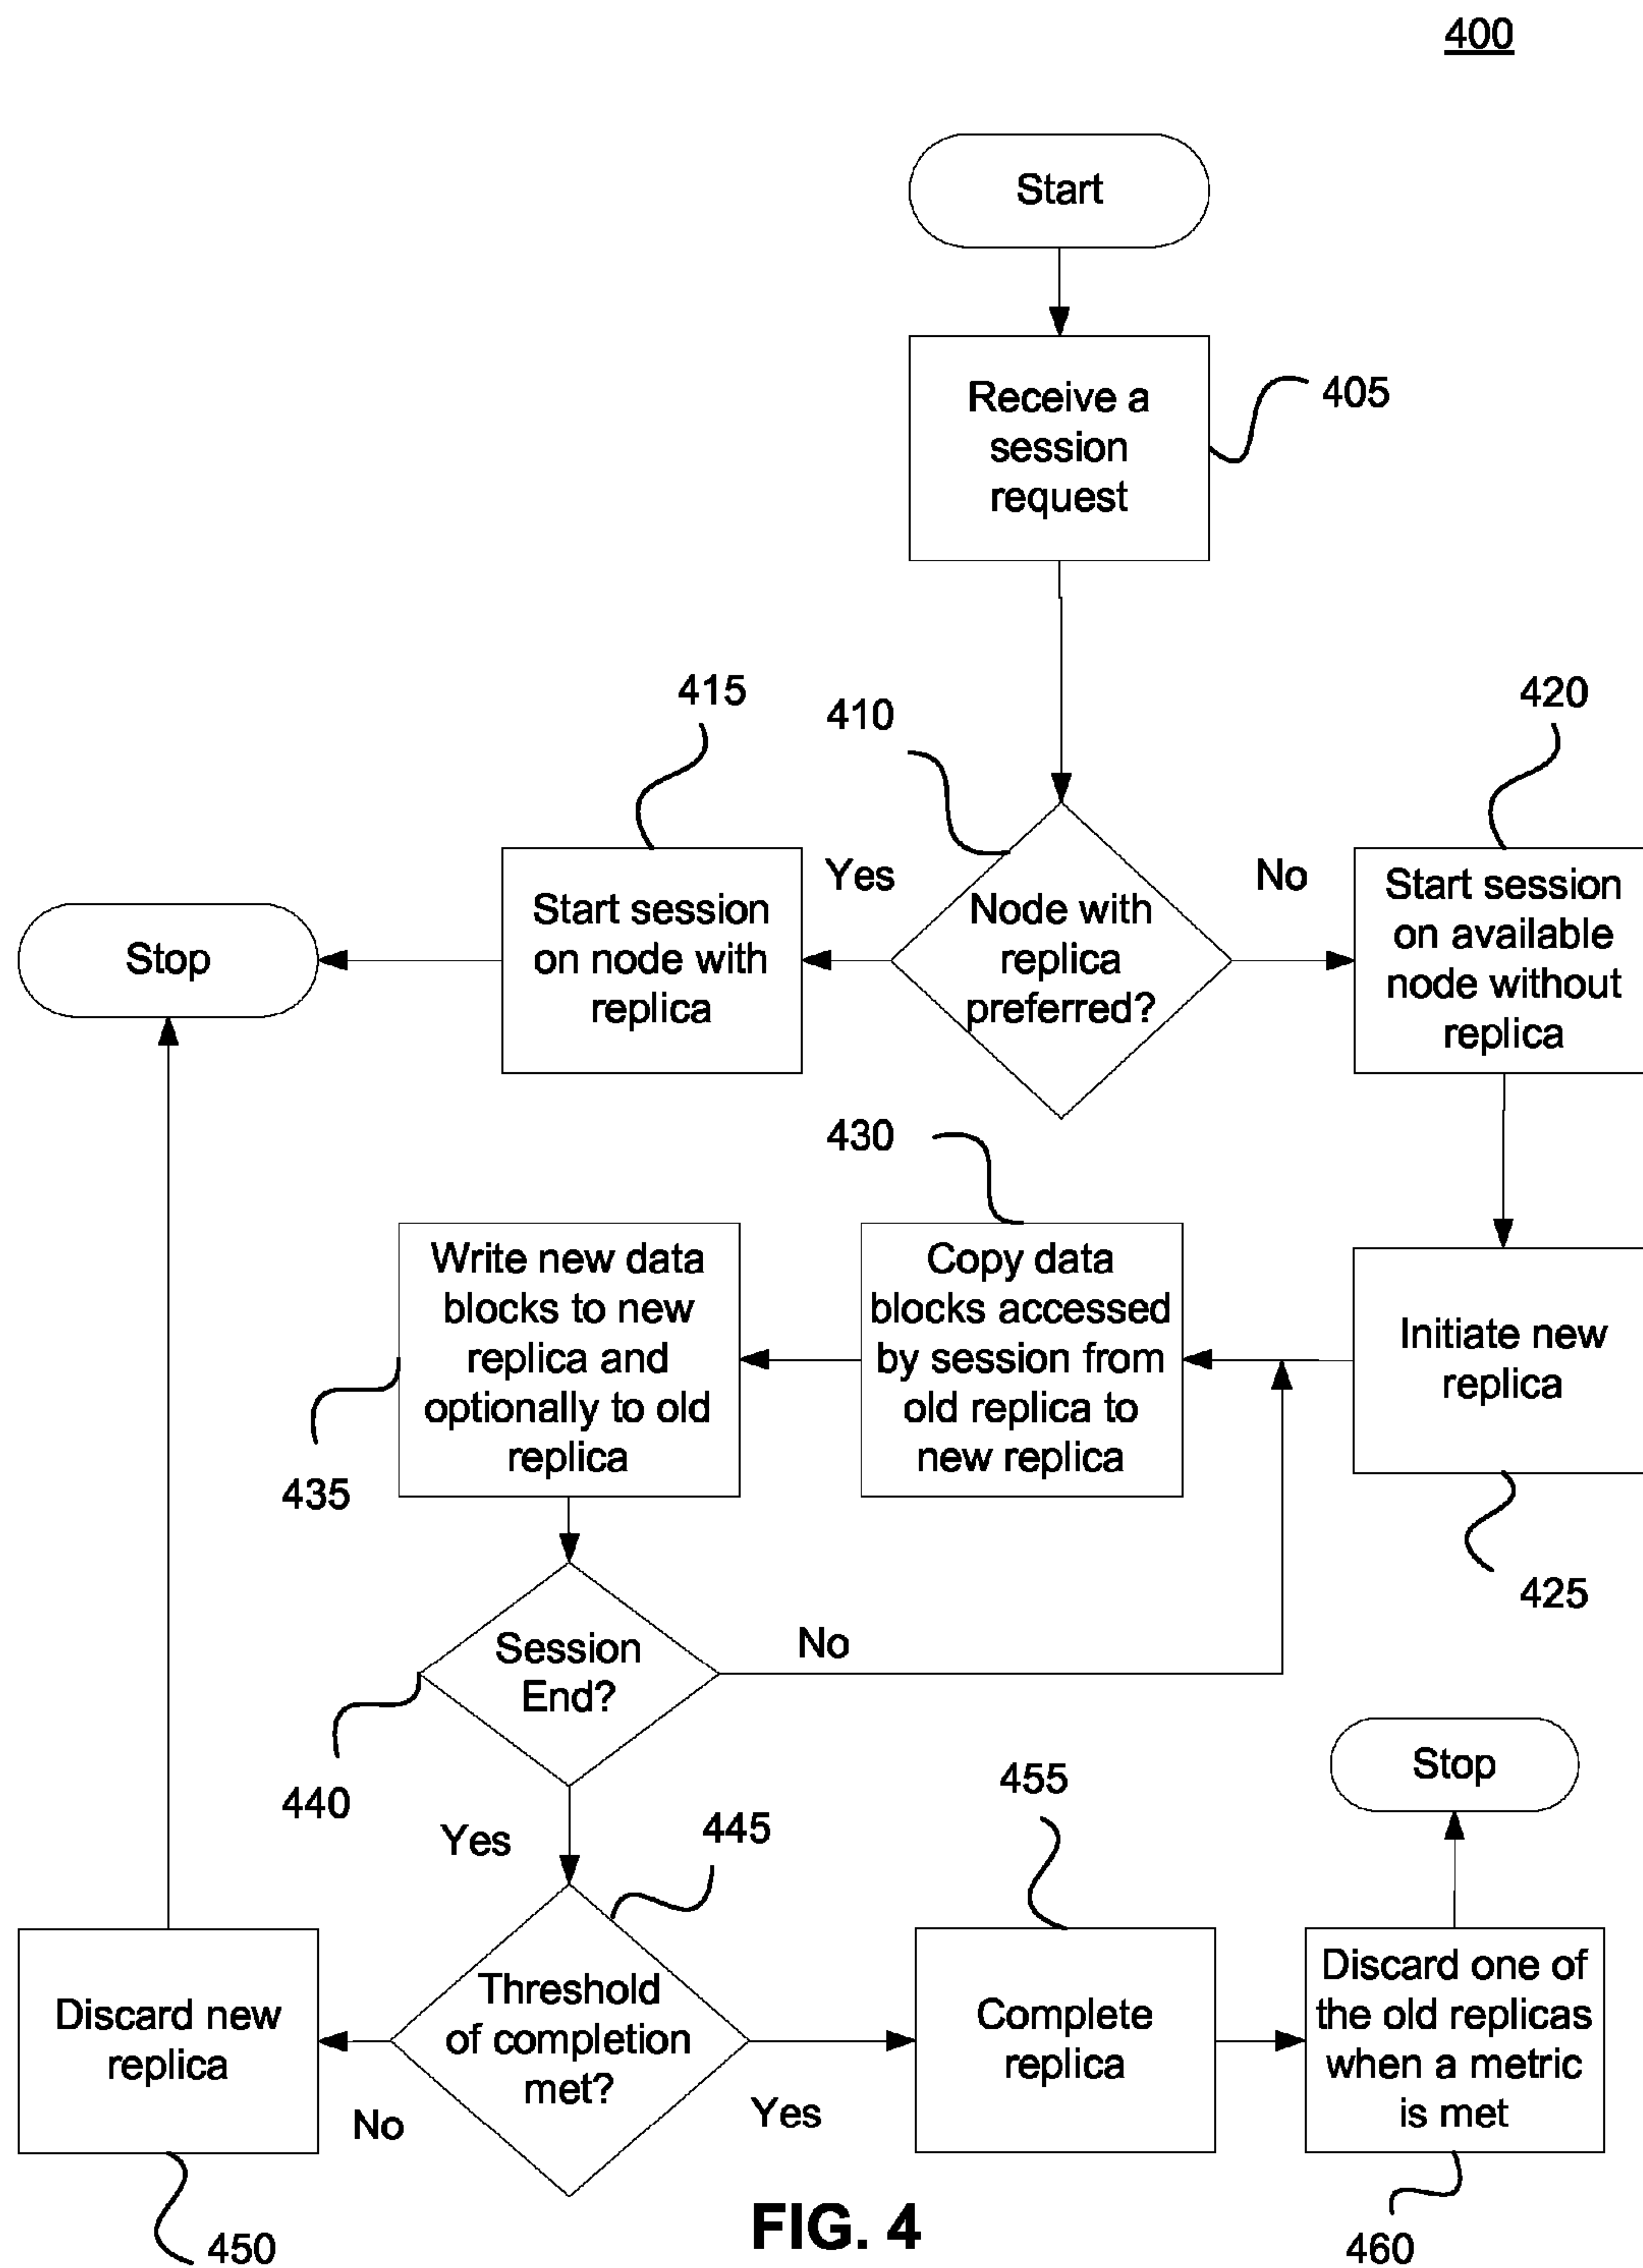 400
Start
Receive a
session
request
405
415
410
420
Start session
on node with
replica
Yes
Node with
replica
preferred?
No
Start session
on available
node without
replica
Stop
430
Write new data
blocks to new
replica and
optionally to old
replica
Copy data
blocks accessed
by session from
old replica to
new replica
Initiate new
replica
435
425
Session
End?
No
440
Yes
445
455
Stop
Discard new
replica
Threshold
of completion
met?
Complete
replica
Discard one of
the old replicas
when a metric
is met
No
Yes
450
FIG. 4
460